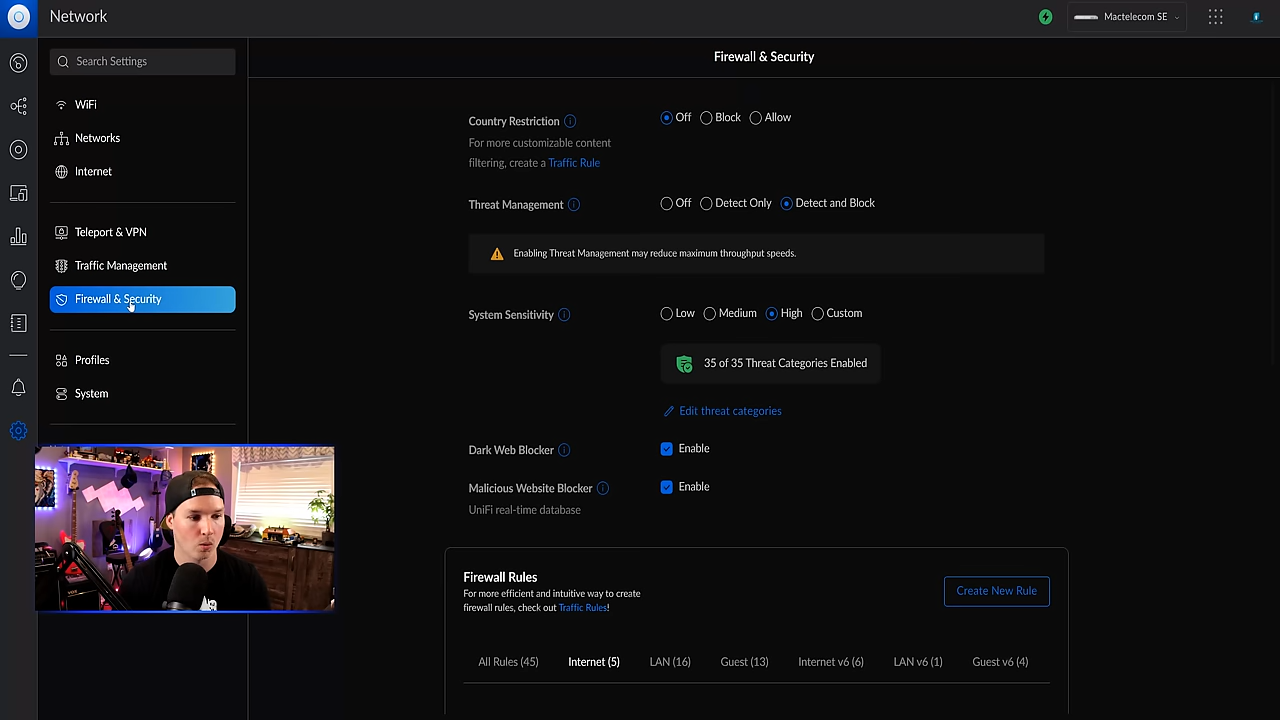 Network
Mactelecom SE
Search Settings
WiFi
Networks
Internet
Teleport & VPN
Traffic Management
Firewall & Security
Profiles
System
Firewall & Security
Country Restriction
Off Block Allow
For more customizable content
filtering, create a Traffic Rule
Threat Management
Off Detect Only Detect and Block
Enabling Threat Management may reduce maximum throughput speeds.
System Sensitivity
Low Medium High Custom
35 of 35 Threat Categories Enabled
Edit threat categories
Dark Web Blocker
Enable
Malicious Website Blocker
Enable
UniFi real-time database
Firewall Rules
For more efficient and intuitive way to create
firewall rules, check out Traffic Rules!
Create New Rule
All Rules (45) Internet (5) LAN (16) Guest (13) Internet v6 (6) LAN v6 (1) Guest v6 (4)